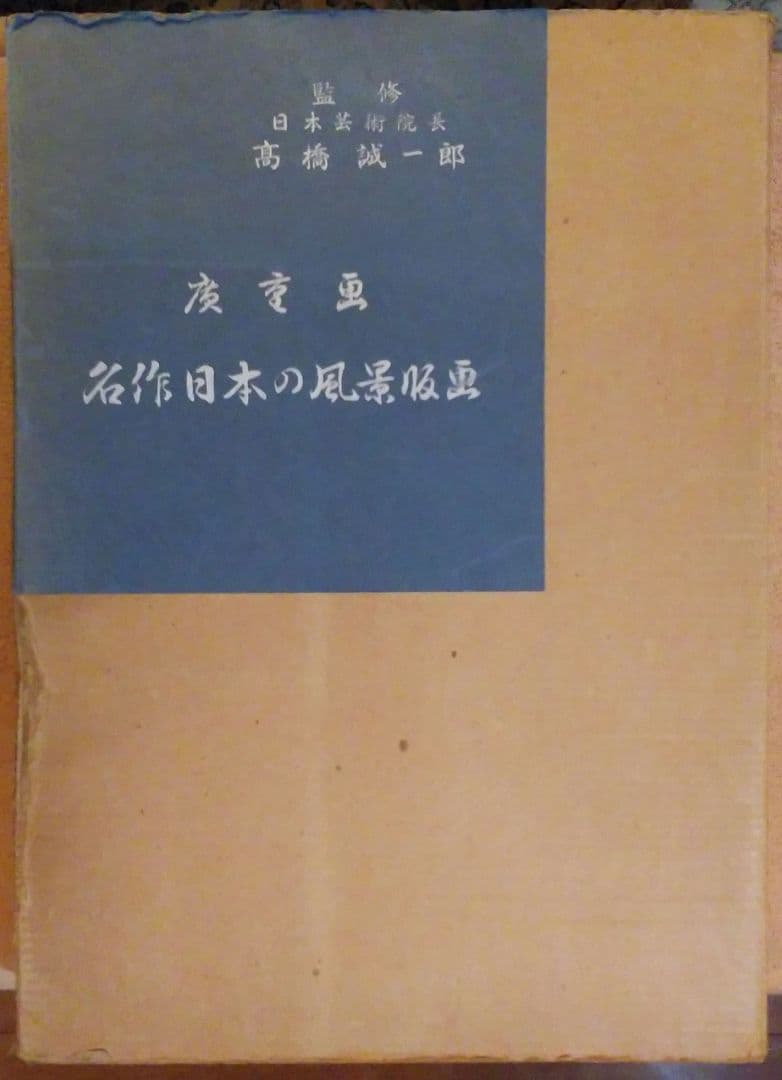 監修
日本芸術院長
高橋誠一郎
廣重画
名作日本の風景版画